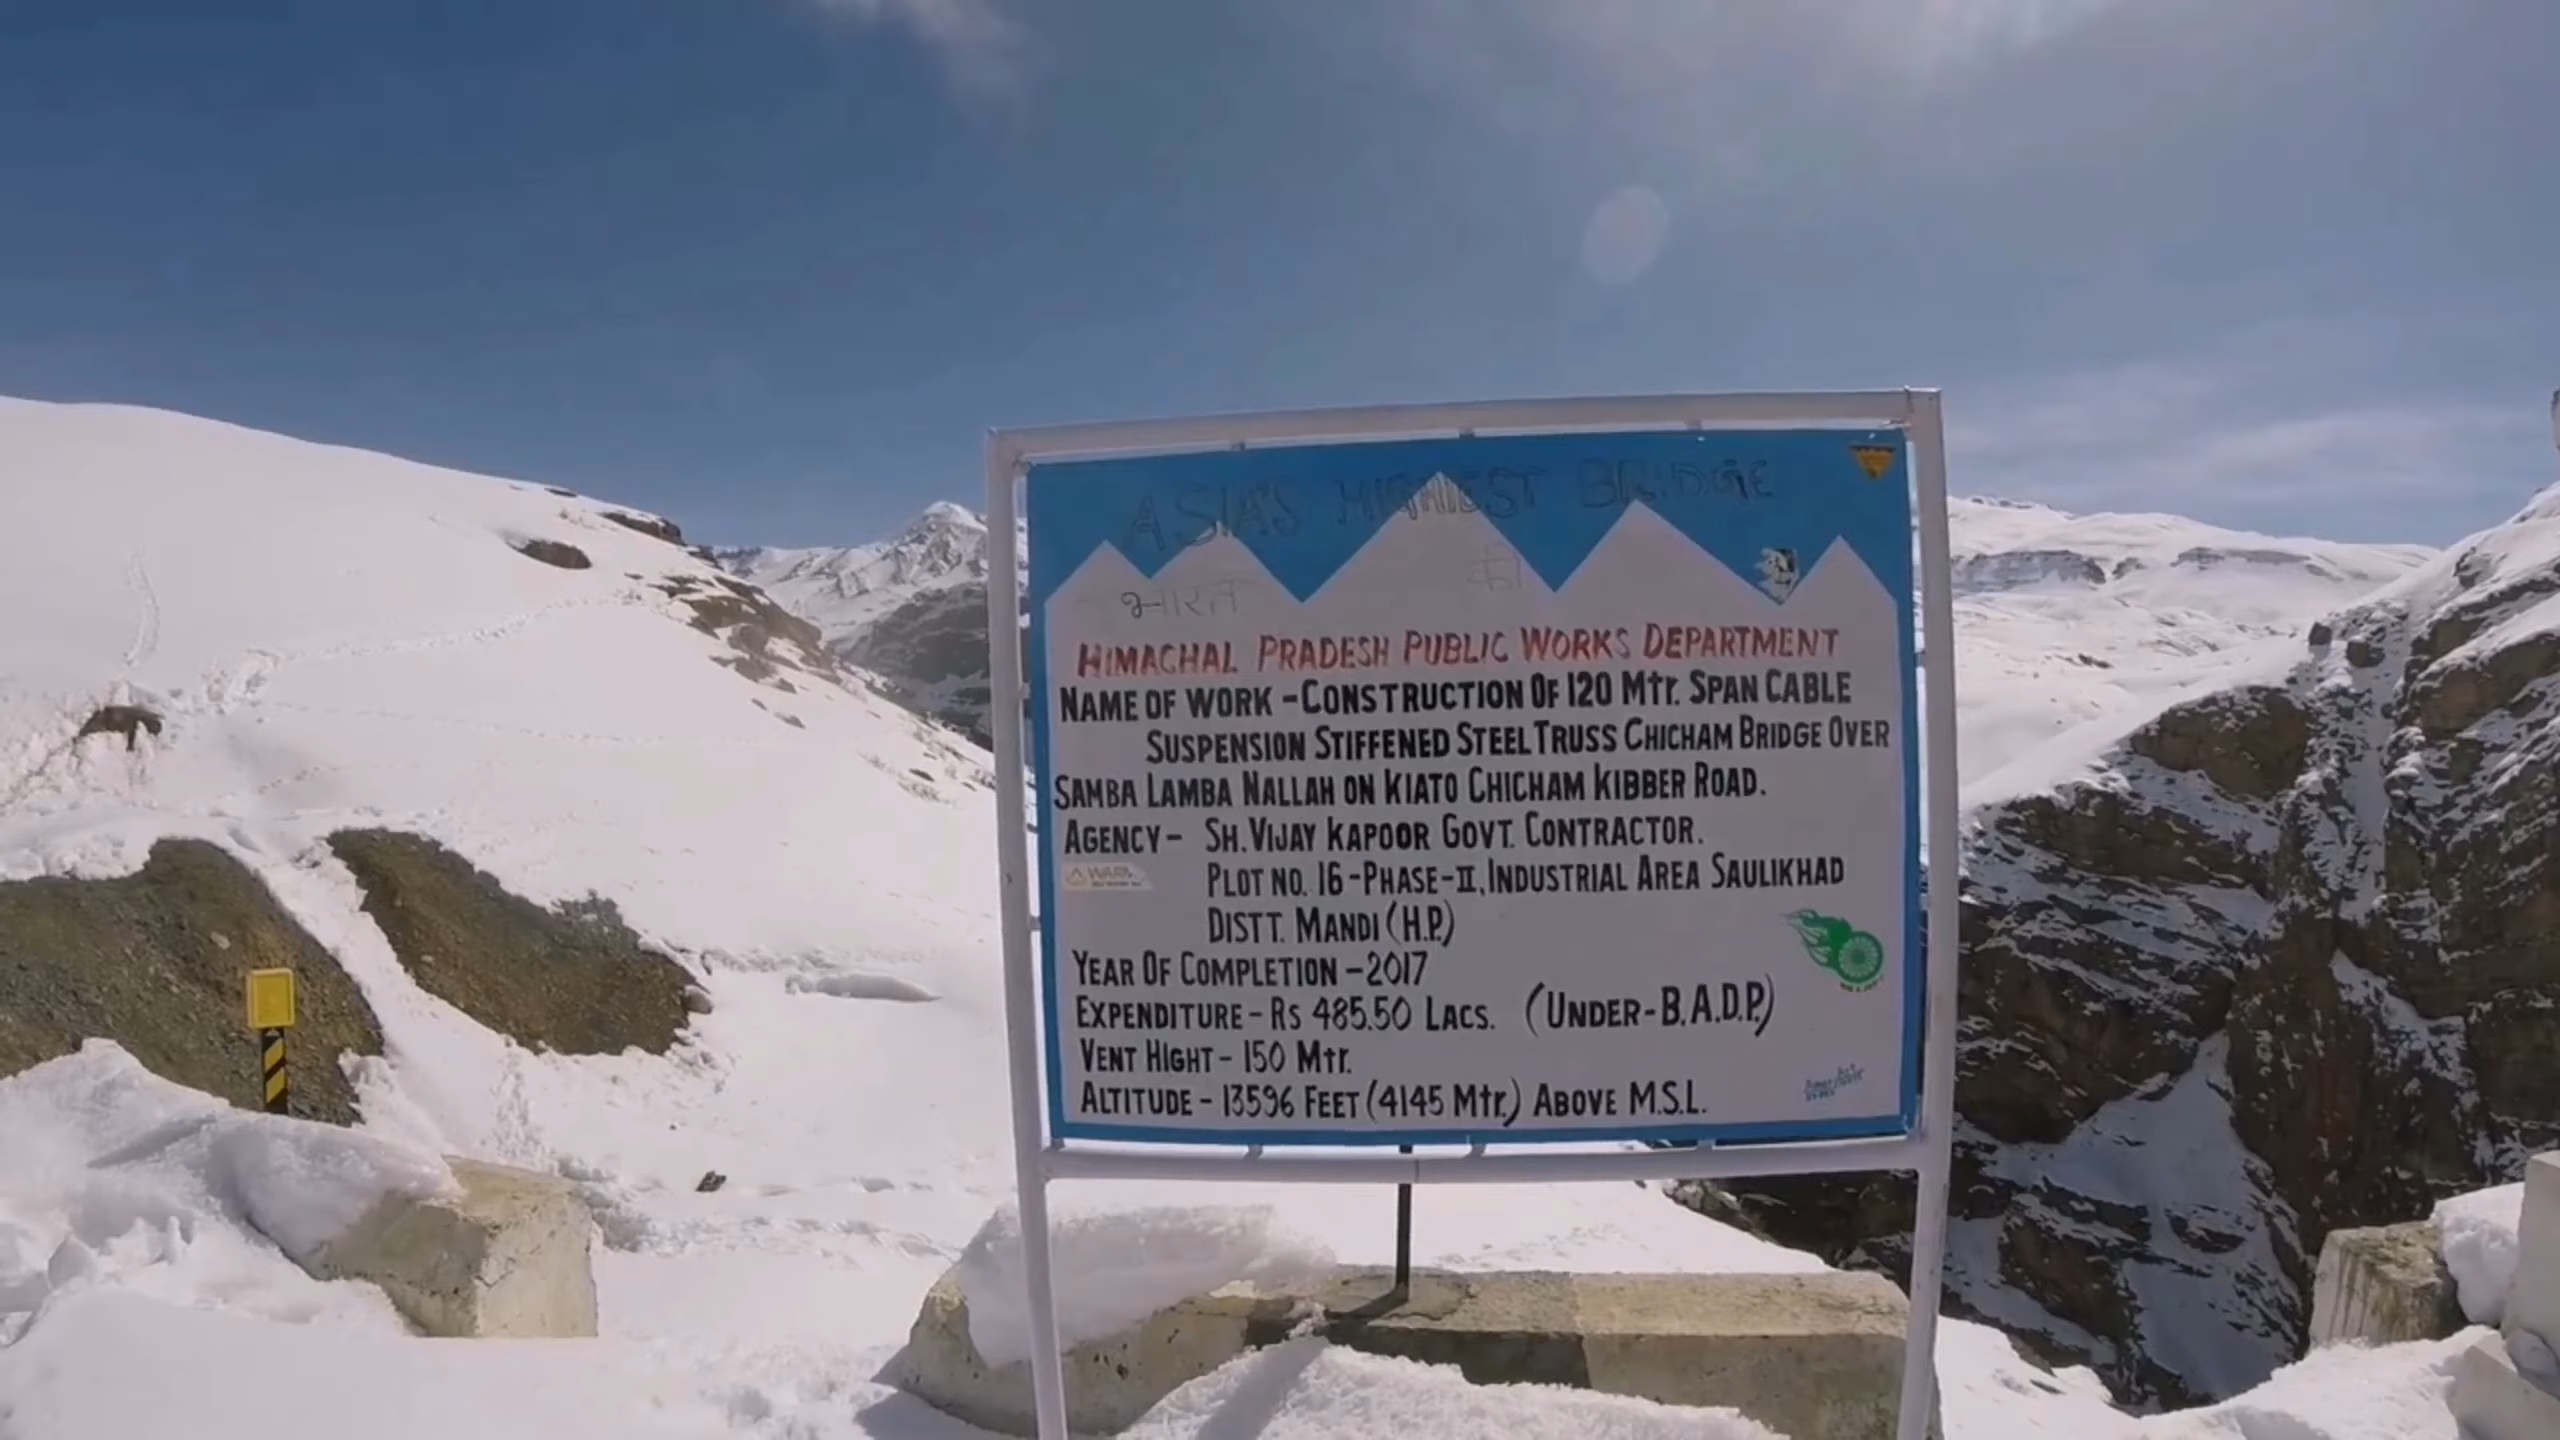 ASIA'S HIGHEST BRIDGE
भारत की
HIMACHAL PRADESH PUBLIC WORKS DEPARTMENT
NAME OF WORK - CONSTRUCTION OF 120 Mtr. SPAN CABLE
SUSPENSION STIFFENED STEEL TRUSS CHICHAM BRIDGE OVER
SAMBA LAMBA NALLAH ON KIATO CHICHAM KIBBER ROAD.
AGENCY - SH. VIJAY KAPOOR GOVT. CONTRACTOR.
PLOT NO. 16 - PHASE - II, INDUSTRIAL AREA SAULIKHAD
DISTT. MANDI (H.P.)
YEAR OF COMPLETION - 2017
EXPENDITURE - RS 485.50 LACS. (UNDER - B.A.D.P.)
VENT HIGHT - 150 Mtr.
ALTITUDE - 13596 FEET (4145 Mtr.) ABOVE M.S.L.